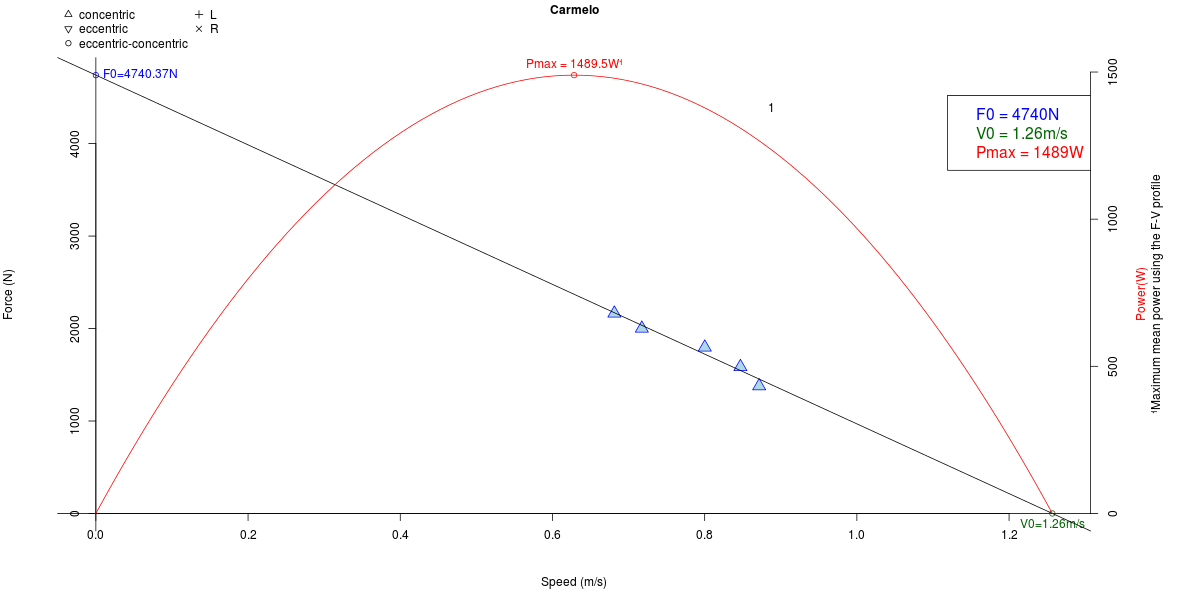 Carmelo
concentric
L
eccentric
R
eccentric-concentric
F0=4740.37N
Pmax = 1489.5W¹
1
F0 = 4740N
V0 = 1.26m/s
Pmax = 1489W
Force (N)
0
1000
2000
3000
4000
0
500
1000
1500
Power(W)
¹Maximum mean power using the F-V profile
V0=1.26m/s
0.0 0.2 0.4 0.6 0.8 1.0 1.2
Speed (m/s)